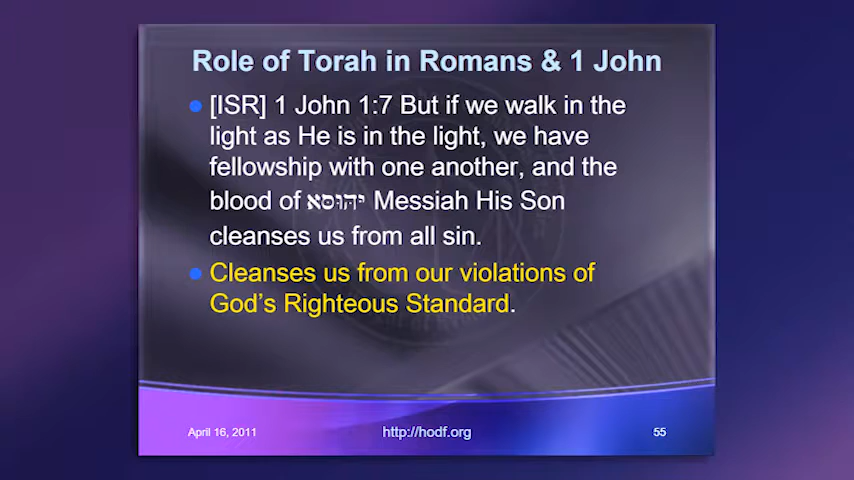 Role of Torah in Romans & 1 John
[ISR] 1 John 1:7 But if we walk in the
light as He is in the light, we have
fellowship with one another, and the
blood of Messiah His Son
cleanses us from all sin.
Cleanses us from our violations of
God's Righteous Standard.
April 16, 2011
http://hodf.org
55